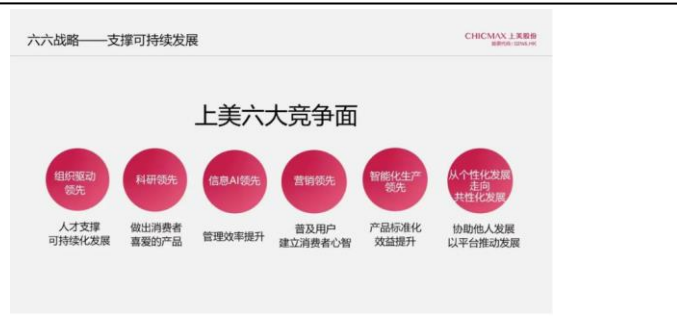 六六战略——支撑可持续发展
CHICMAX 上美股份
上美六大竞争面
组织驱动
领先
科研领先
信息AI领先
营销领先
智能化生产
领先
从个性化发展
走向
共性化发展
人才支撑
可持续化发展
做出消费者
喜爱的产品
管理效率提升
普及用户
建立消费者心智
产品标准化
效益提升
协助他人发展
以平台推动发展